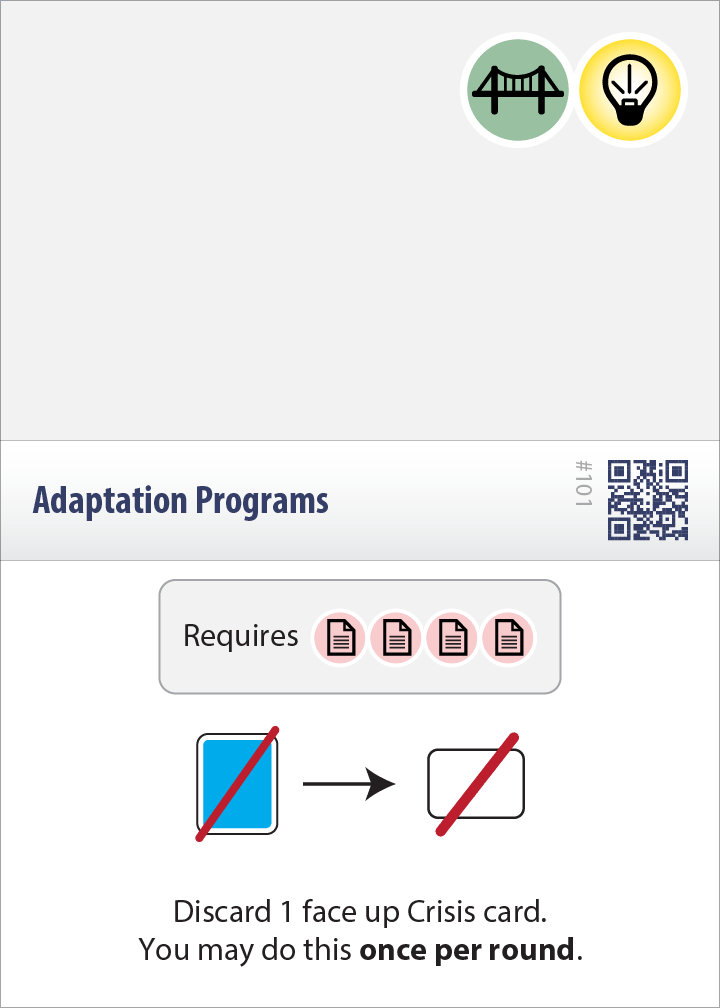 Adaptation Programs
#101
Requires
Discard 1 face up Crisis card.
You may do this once per round.